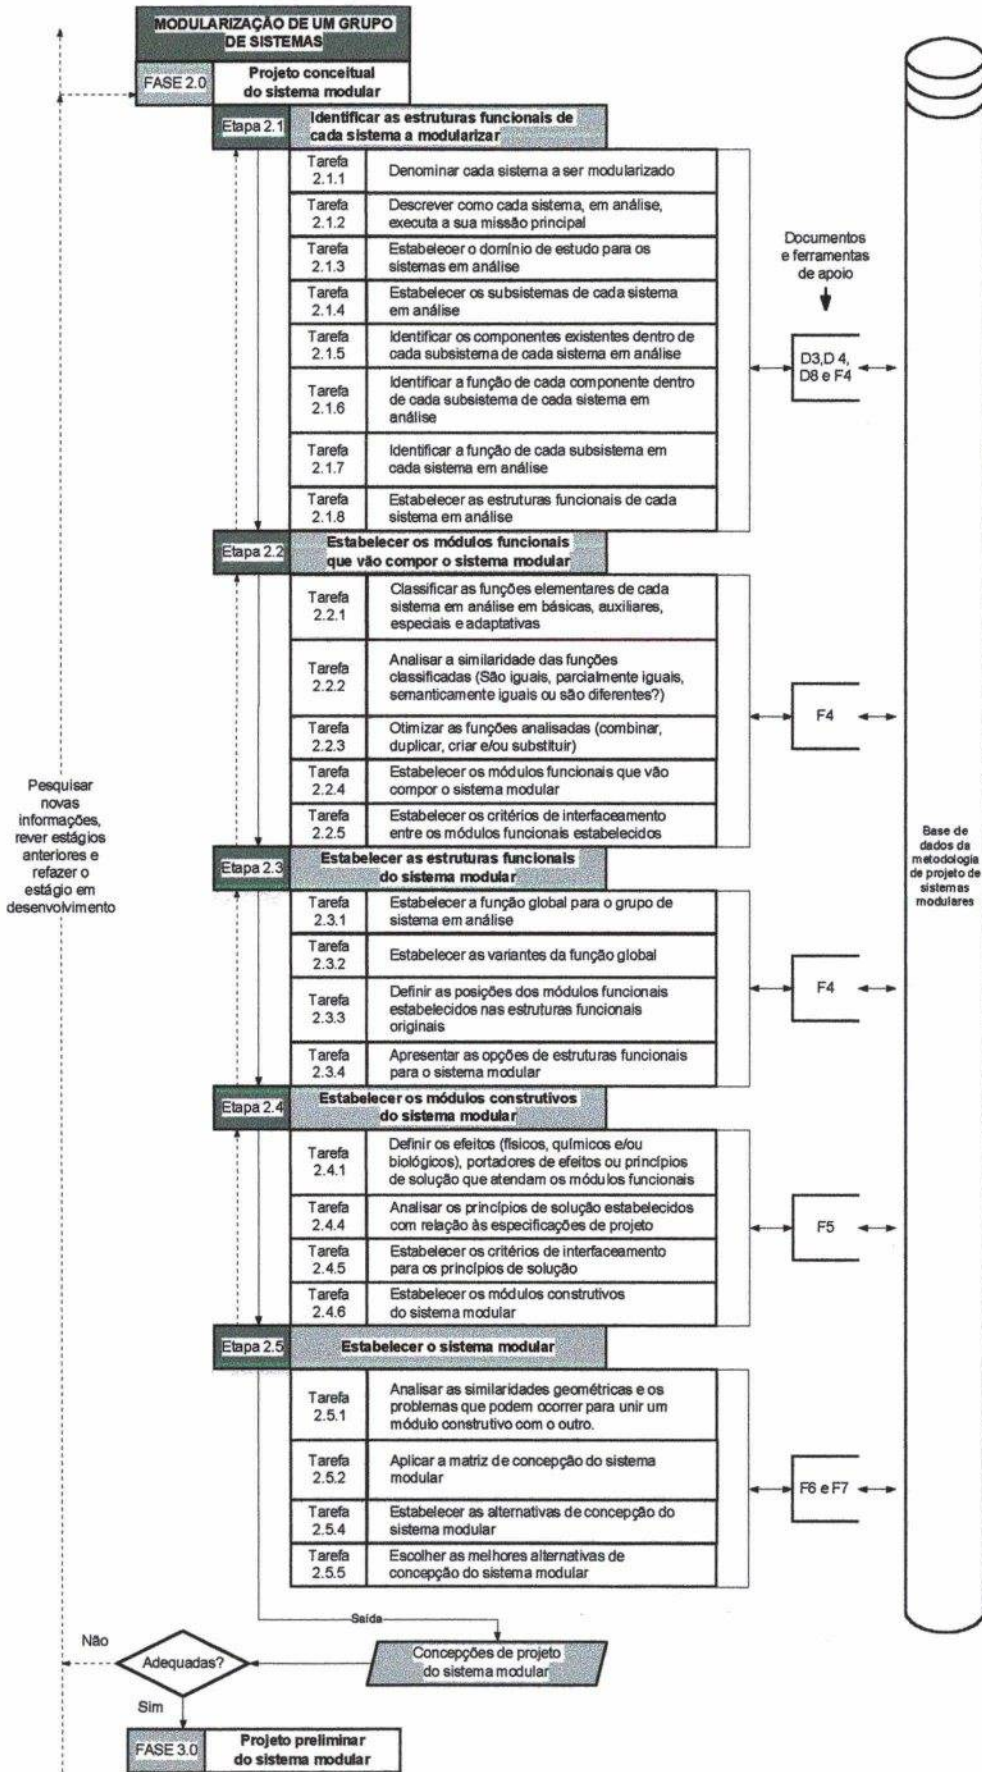 MODULARIZAÇÃO DE UM GRUPO
DE SISTEMAS
FASE 2.0
Projeto conceitual
do sistema modular
Etapa 2.1
Identificar as estruturas funcionais de
cada sistema a modularizar
Tarefa
2.1.1
Denominar cada sistema a ser modularizado
Tarefa
2.1.2
Descrever como cada sistema, em análise,
executa a sua missão principal
Tarefa
2.1.3
Estabelecer o domínio de estudo para os
sistemas em análise
Tarefa
2.1.4
Estabelecer os subsistemas de cada sistema
em análise
Tarefa
2.1.5
Identificar os componentes existentes dentro de
cada subsistema de cada sistema em análise
Tarefa
2.1.6
Identificar a função de cada componente dentro
de cada subsistema de cada sistema em
análise
Tarefa
2.1.7
Identificar a função de cada subsistema em
cada sistema em análise
Tarefa
2.1.8
Estabelecer as estruturas funcionais de cada
sistema em análise
Documentos
e ferramentas
de apoio
D3,D 4,
D8 e F4
Etapa 2.2
Estabelecer os módulos funcionais
que vão compor o sistema modular
Tarefa
2.2.1
Classificar as funções elementares de cada
sistema em análise em básicas, auxiliares,
especiais e adaptativas
Tarefa
2.2.2
Analisar a similaridade das funções
classificadas (São iguais, parcialmente iguais,
semanticamente iguais ou são diferentes?)
Tarefa
2.2.3
Otimizar as funções analisadas (combinar,
duplicar, criar e/ou substituir)
Tarefa
2.2.4
Estabelecer os módulos funcionais que vão
compor o sistema modular
Tarefa
2.2.5
Estabelecer os critérios de interfaceamento
entre os módulos funcionais estabelecidos
F4
Pesquisar
novas
informações,
rever estágios
anteriores e
refazer o
estágio em
desenvolvimento
Base de
dados da
metodologia
de projeto de
sistemas
modulares
Etapa 2.3
Estabelecer as estruturas funcionais
do sistema modular
Tarefa
2.3.1
Estabelecer a função global para o grupo de
sistema em análise
Tarefa
2.3.2
Estabelecer as variantes da função global
Tarefa
2.3.3
Definir as posições dos módulos funcionais
estabelecidos nas estruturas funcionais
originais
Tarefa
2.3.4
Apresentar as opções de estruturas funcionais
para o sistema modular
F4
Etapa 2.4
Estabelecer os módulos construtivos
do sistema modular
Tarefa
2.4.1
Definir os efeitos (físicos, químicos e/ou
biológicos), portadores de efeitos ou princípios
de solução que atendam os módulos funcionais
Tarefa
2.4.4
Analisar os princípios de solução estabelecidos
com relação às especificações de projeto
Tarefa
2.4.5
Estabelecer os critérios de interfaceamento
para os princípios de solução
Tarefa
2.4.6
Estabelecer os módulos construtivos
do sistema modular
F5
Etapa 2.5
Estabelecer o sistema modular
Tarefa
2.5.1
Analisar as similaridades geométricas e os
problemas que podem ocorrer para unir um
módulo construtivo com o outro.
Tarefa
2.5.2
Aplicar a matriz de concepção do sistema
modular
Tarefa
2.5.4
Estabelecer as alternativas de concepção do
sistema modular
Tarefa
2.5.5
Escolher as melhores alternativas de
concepção do sistema modular
F6 e F7
Saída
Concepções de projeto
do sistema modular
Não
Adequadas?
Sim
FASE 3.0
Projeto preliminar
do sistema modular